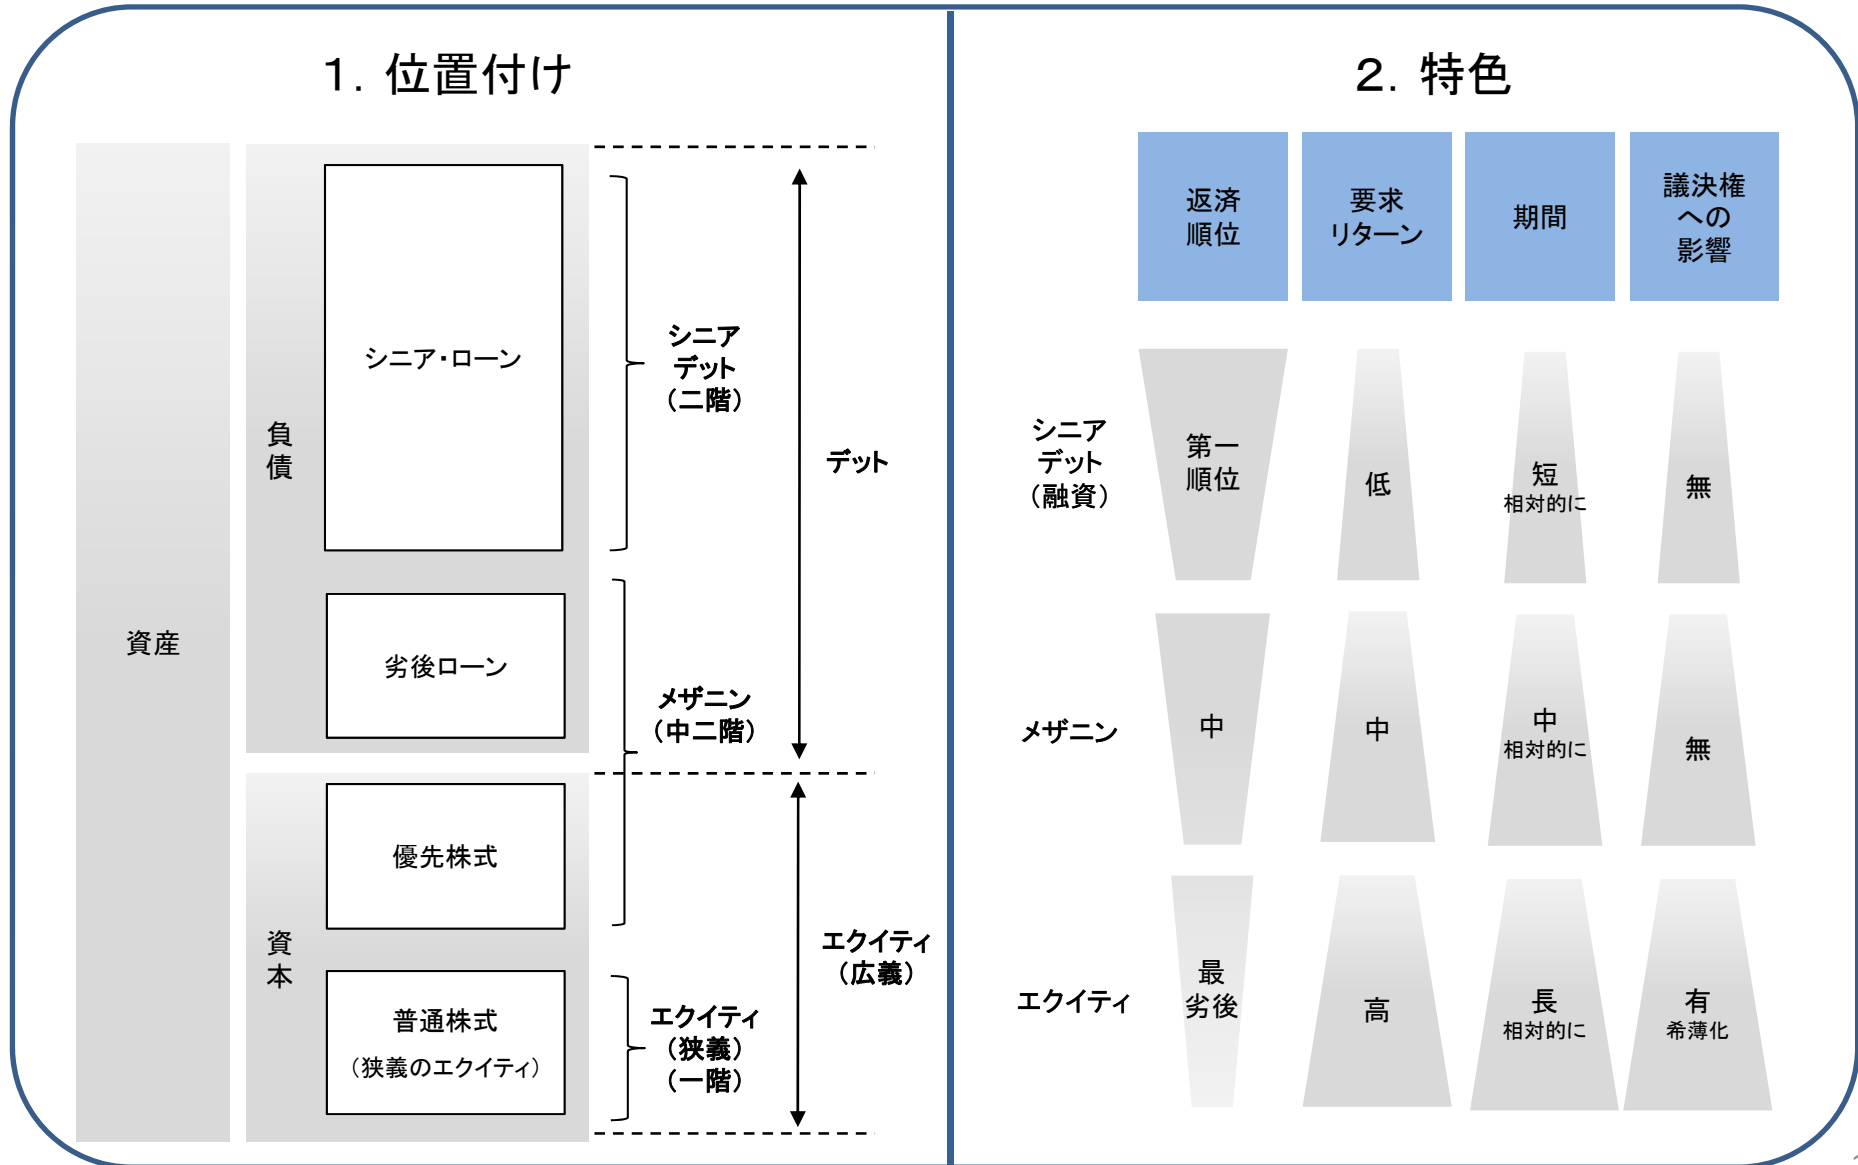 1．位置付け
資産
負
債
シニア・ローン
劣後ローン
資
本
優先株式
普通株式
（狭義のエクイティ）
シニア
デット
（二階）
メザニン
（中二階）
エクイティ
（狭義）
（一階）
デット
エクイティ
（広義）
2．特色
返済
順位
要求
リターン
期間
議決権
への
影響
シニア
デット
（融資）
第一
順位
低
短
相対的に
無
メザニン
中
中
中
相対的に
無
エクイティ
最
劣後
高
長
相対的に
有
希薄化